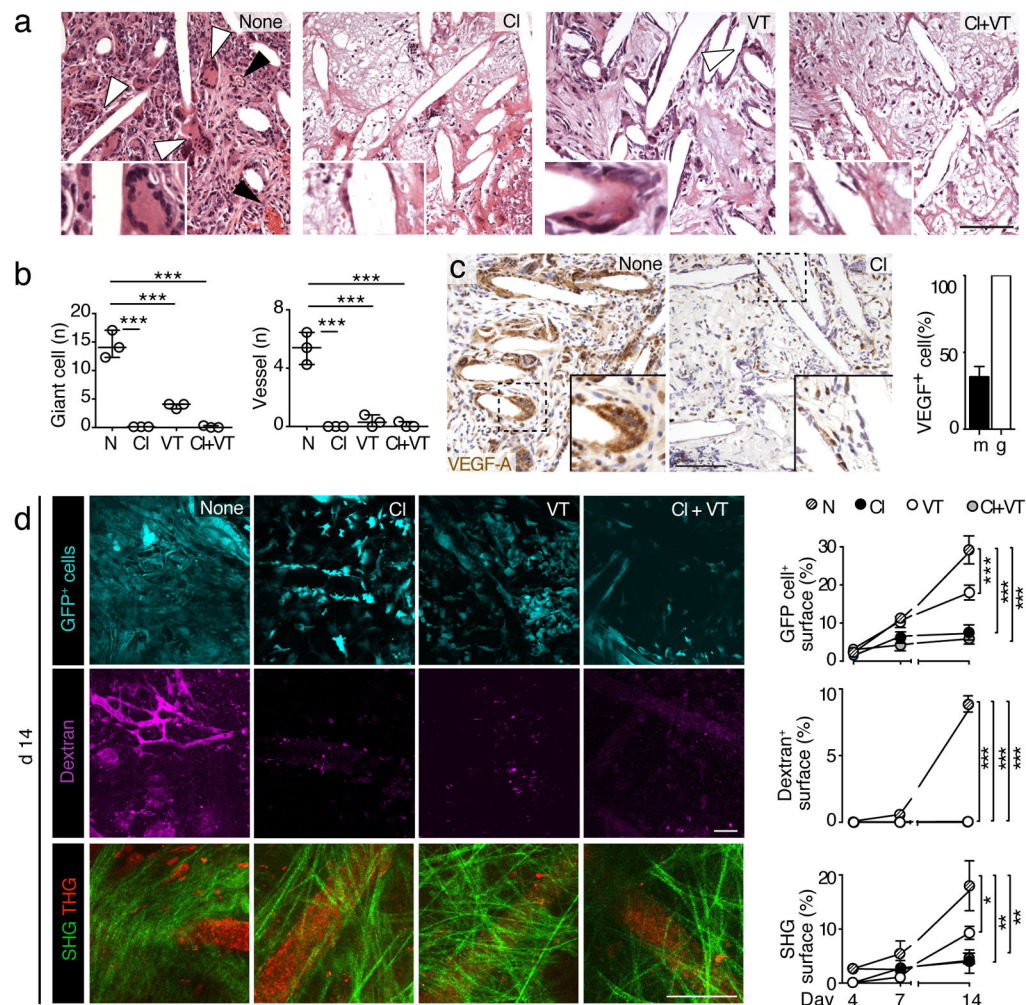 a
None
Cl
VT
Cl+VT
b
***
***
***
Giant cell (n)
20
15
10
5
0
N Cl VT Cl+VT
***
***
***
Vessel (n)
8
6
4
2
0
N Cl VT Cl+VT
c
None
Cl
VEGF-A
VEGF+ cell(%)
100
50
0
m g
d
d 14
None
Cl
VT
Cl + VT
GFP+ cells
Dextran
SHG THG
N Cl VT Cl+VT
GFP cell+
surface (%)
30
20
10
0
***
***
***
Dextran+
surface (%)
10
5
0
***
***
***
SHG
surface (%)
20
10
0
*
**
**
Day 4 7 14